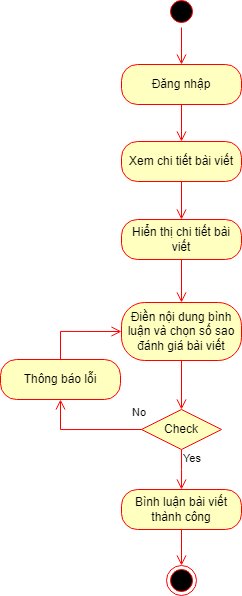 Đăng nhập
Xem chi tiết bài viết
Hiển thị chi tiết bài
viết
Điền nội dung bình
luận và chọn số sao
đánh giá bài viết
Thông báo lỗi
No
Check
Yes
Bình luận bài viết
thành công